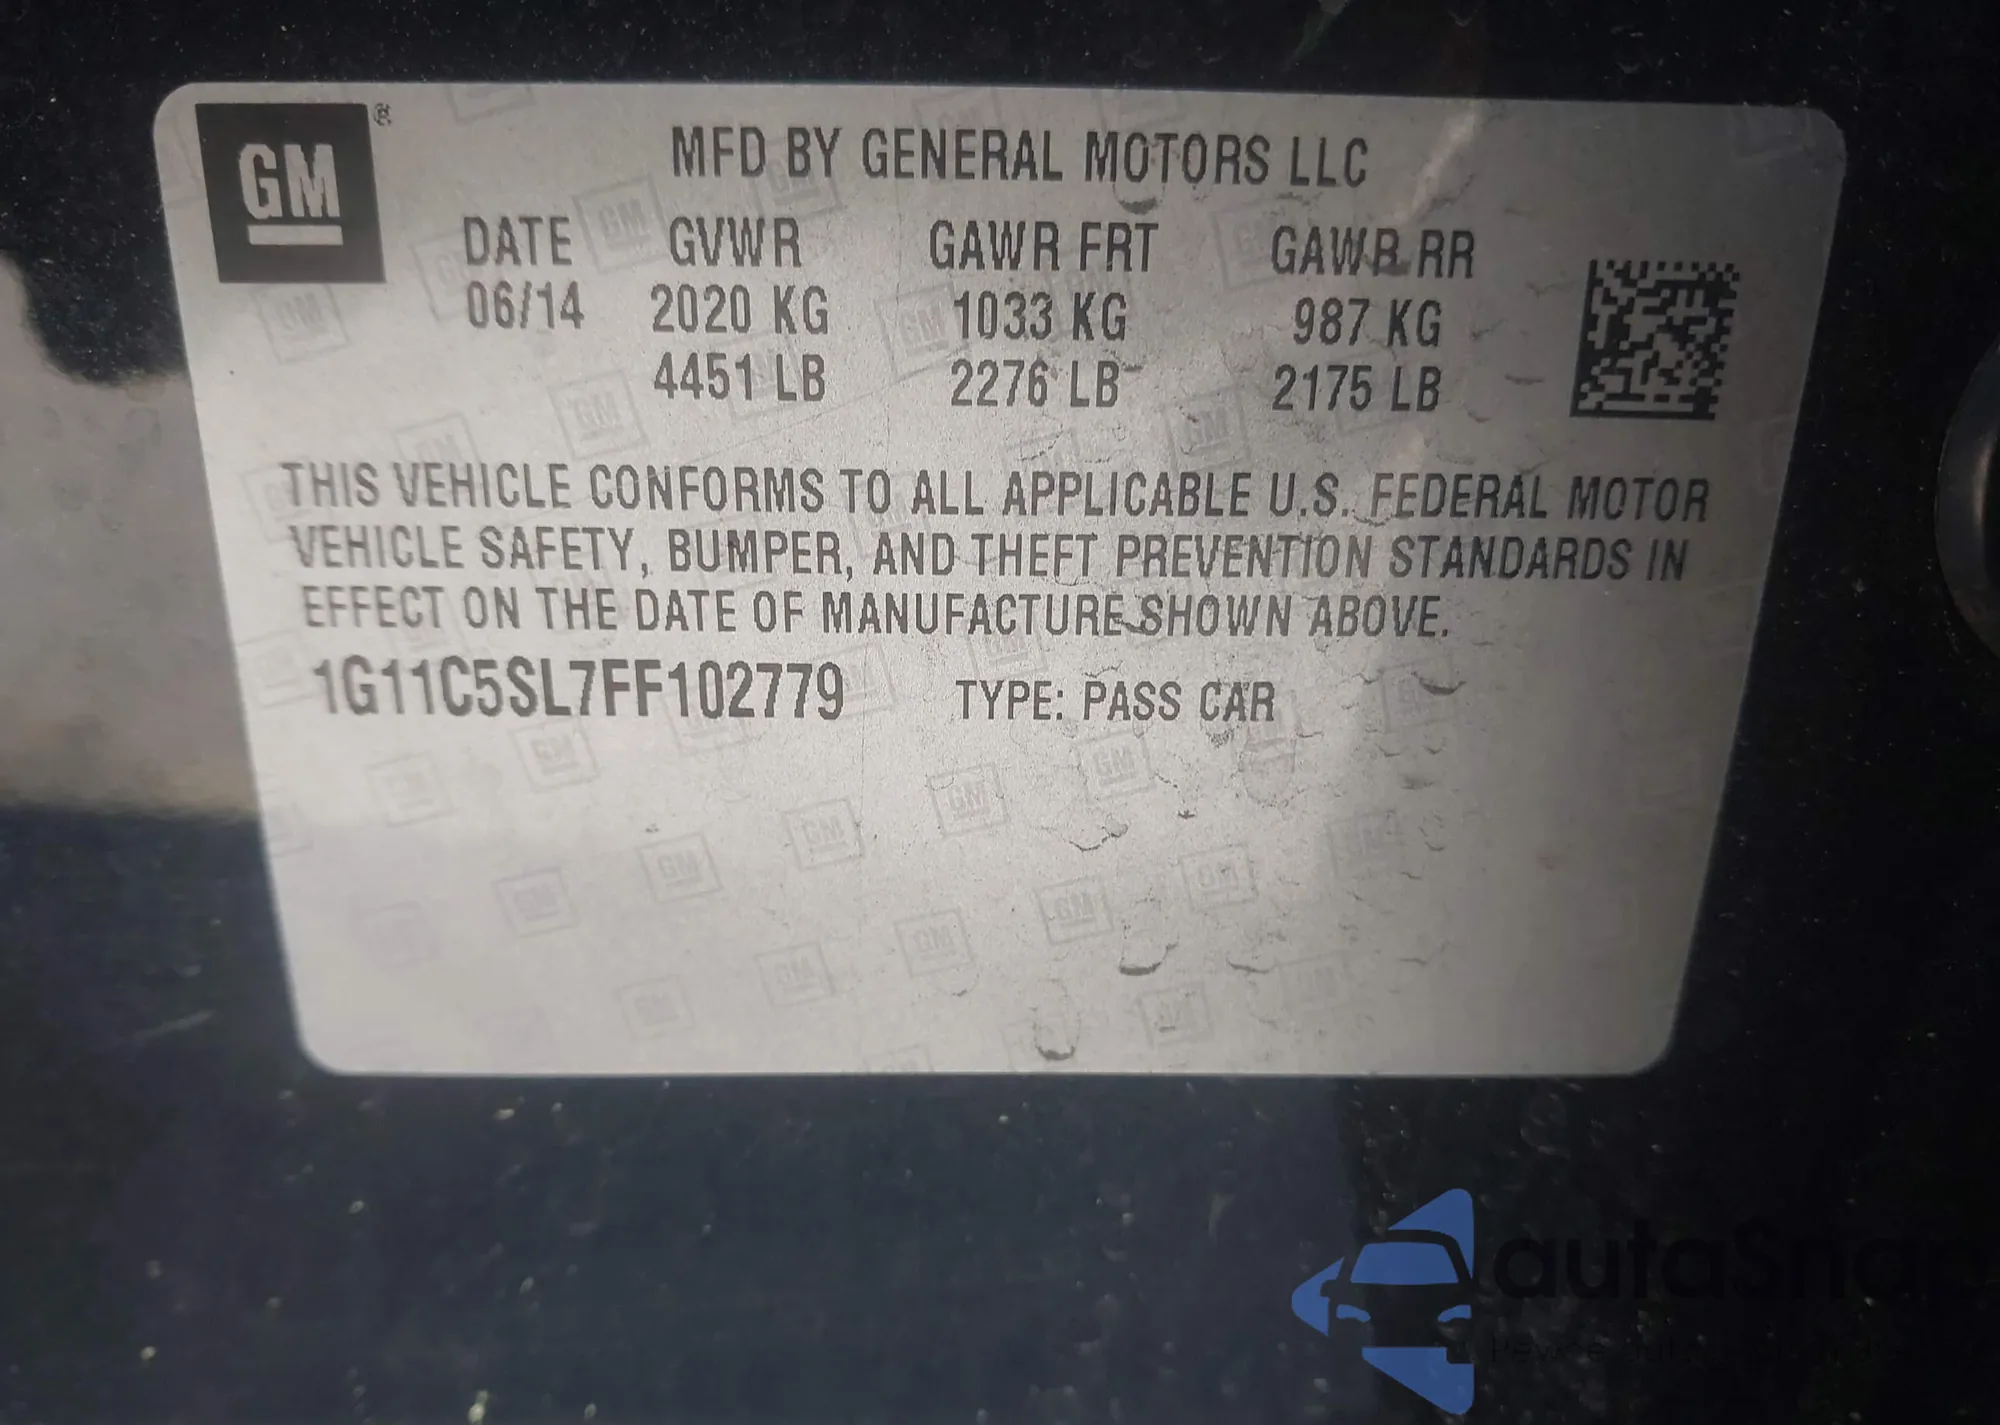 GM®
MFD BY GENERAL MOTORS LLC
DATE GVWR GAWR FRT GAWR RR
06/14 2020 KG 1033 KG 987 KG
4451 LB 2276 LB 2175 LB
THIS VEHICLE CONFORMS TO ALL APPLICABLE U.S. FEDERAL MOTOR
VEHICLE SAFETY, BUMPER, AND THEFT PREVENTION STANDARDS IN
EFFECT ON THE DATE OF MANUFACTURE SHOWN ABOVE.
1G11C5SL7FF102779 TYPE: PASS CAR
autoSnap